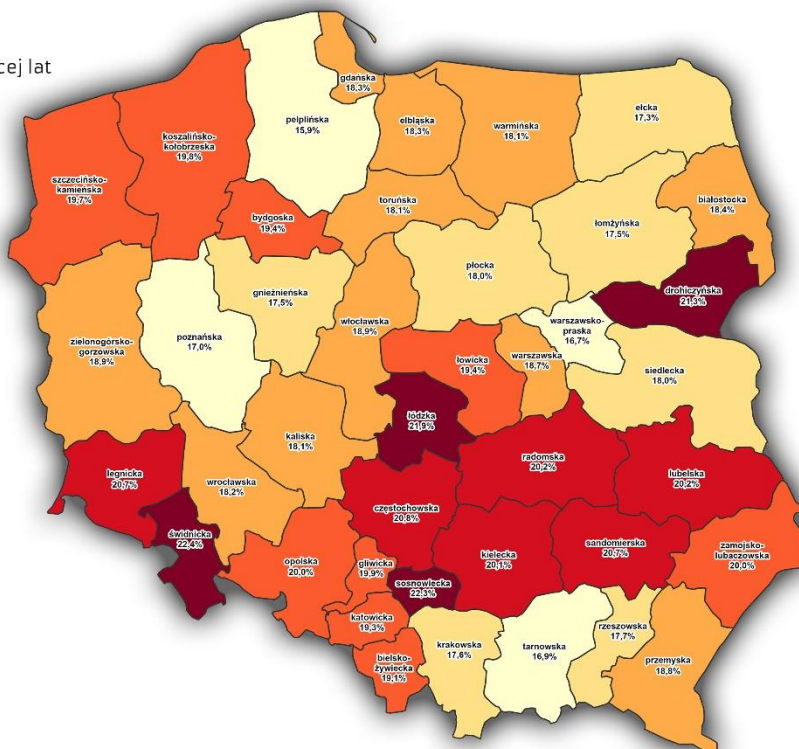 cej lat
gdańska
18,3%
pelplińska
15,9%
elbląska
18,3%
warmińska
18,1%
ełcka
17,3%
koszalińsko-
kołobrzeska
19,8%
szczecińsko-
kamieńska
19,7%
bydgoska
19,4%
toruńska
18,1%
łomżyńska
17,5%
białostocka
18,4%
płocka
18,0%
drohiczyńska
21,3%
gnieźnieńska
17,5%
włocławska
18,9%
warszawsko-
praska
16,7%
zielonogórsko-
gorzowska
18,9%
poznańska
17,0%
łowicka
19,4%
warszawska
18,7%
siedlecka
18,0%
łódzka
21,9%
kaliska
18,1%
legnicka
20,7%
wrocławska
18,2%
radomska
20,2%
lubelska
20,2%
częstochowska
20,8%
świdnicka
22,4%
opolska
20,0%
gliwicka
19,9%
sosnowiecka
22,3%
kielecka
20,1%
sandomierska
20,7%
zamojsko-
lubaczowska
20,0%
katowicka
19,3%
bielsko-
żywiecka
19,1%
krakowska
17,6%
tarnowska
16,9%
rzeszowska
17,7%
przemyska
18,8%